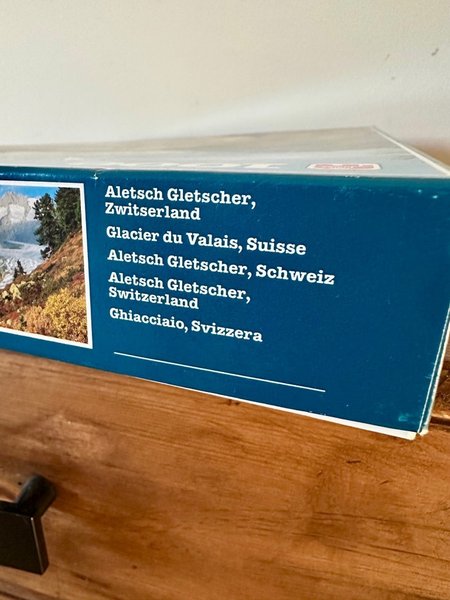 Aletsch Gletscher,
Zwitserland
Glacier du Valais, Suisse
Aletsch Gletscher, Schweiz
Aletsch Gletscher,
Switzerland
Ghiacciaio, Svizzera